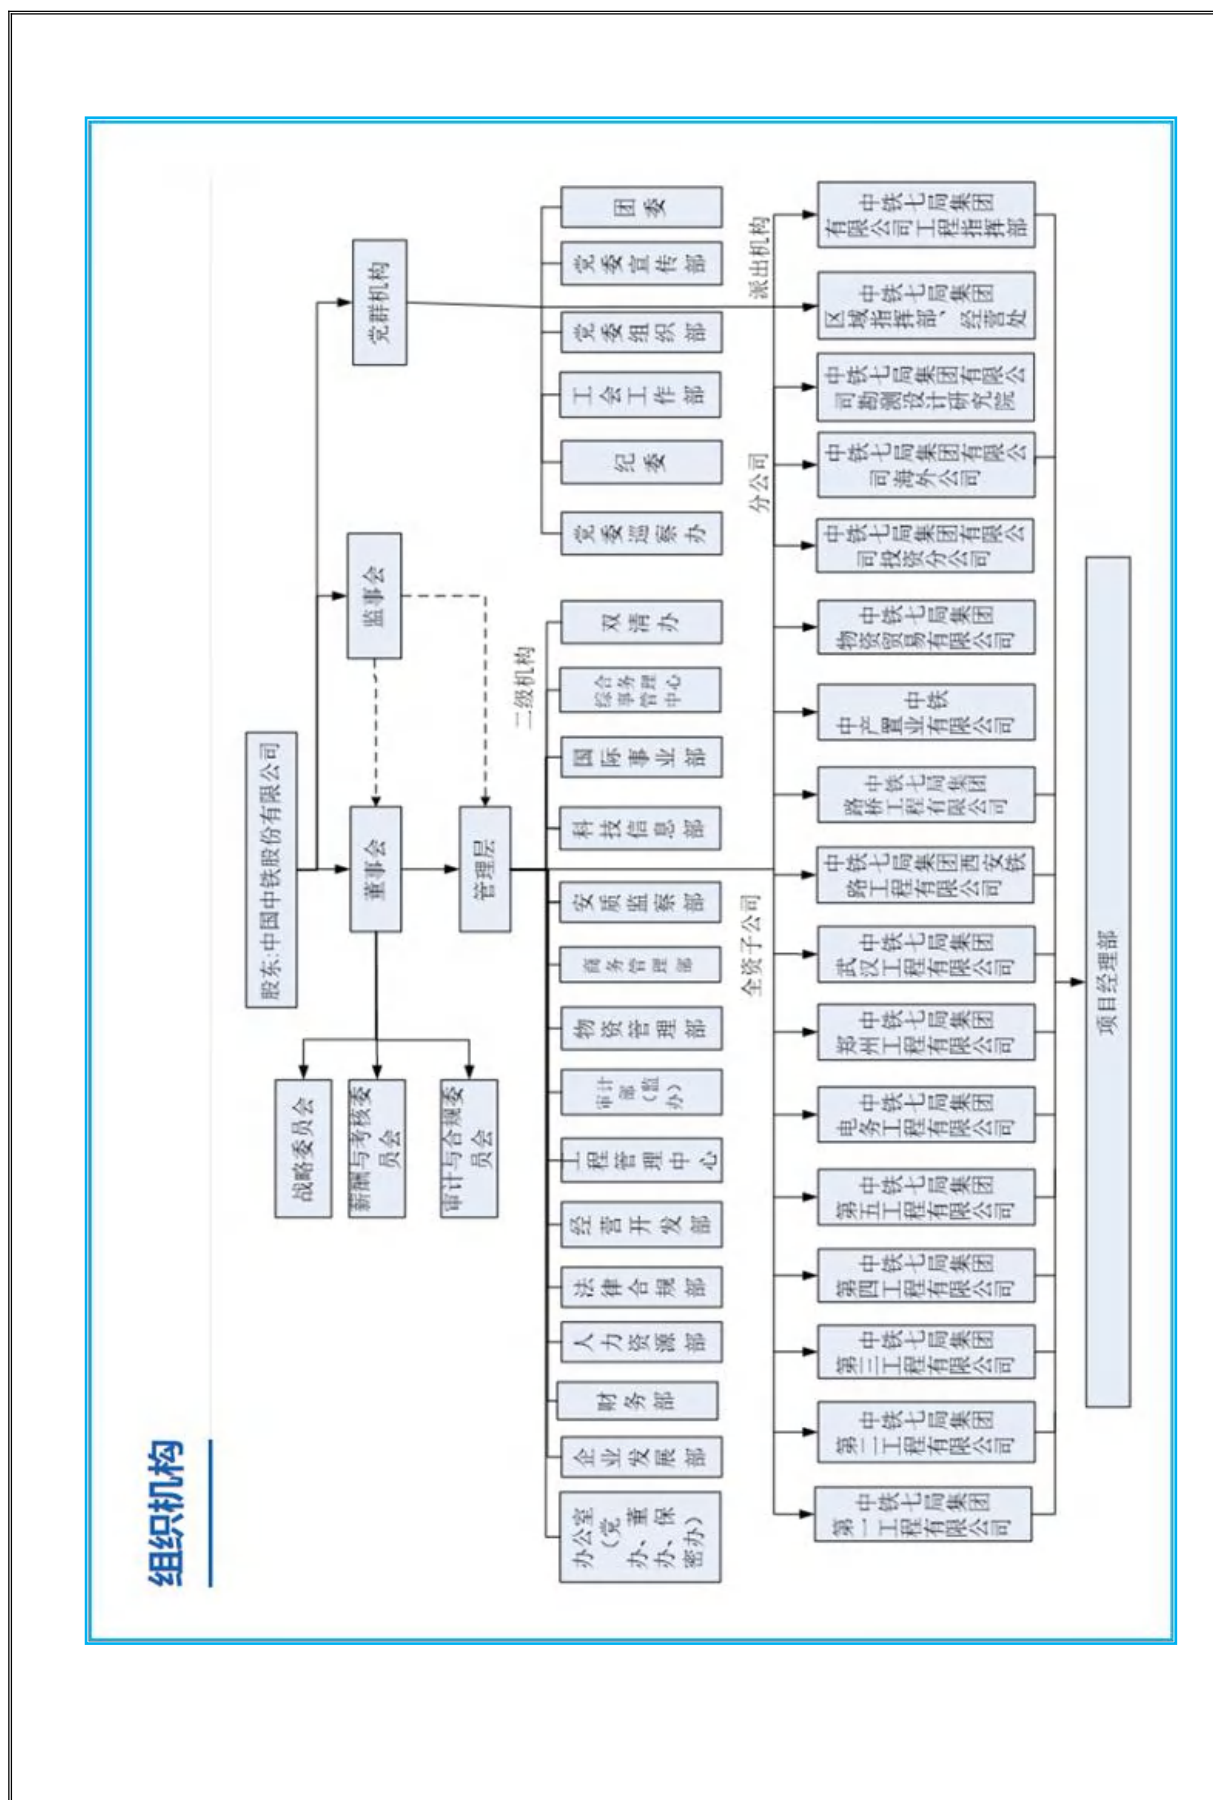 组织机构
股东:中国中铁股份有限公司
战略委员会
薪酬与考核委
员会
审计与合规委
员会
董事会
监事会
党群机构
管理层
二级机构
办公室
（党董
办、保
密办）
企业发展部
财务部
人力资源部
法律合规部
经营开发部
工程管理中心
审计
部（监
办）
物资管理部
商务管理部
安质监察部
科技信息部
国际事业部
综合
事务
管理
中心
双清办
党委巡察办
纪委
工会工作部
党委组织部
党委宣传部
团委
全资子公司
分公司
派出机构
中铁七局集团
第一工程有限公司
中铁七局集团
第二工程有限公司
中铁七局集团
第三工程有限公司
中铁七局集团
第四工程有限公司
中铁七局集团
第五工程有限公司
中铁七局集团
电务工程有限公司
中铁七局集团
郑州工程有限公司
中铁七局集团
武汉工程有限公司
中铁七局集团西安铁
路工程有限公司
中铁七局集团
路桥工程有限公司
中铁
中产置业有限公司
中铁七局集团
物资贸易有限公司
中铁七局集团有限公
司投资分公司
中铁七局集团有限公
司海外公司
中铁七局集团有限公
司勘测设计研究院
中铁七局集团
区域指挥部、经营处
中铁七局集团
有限公司工程指挥部
项目经理部